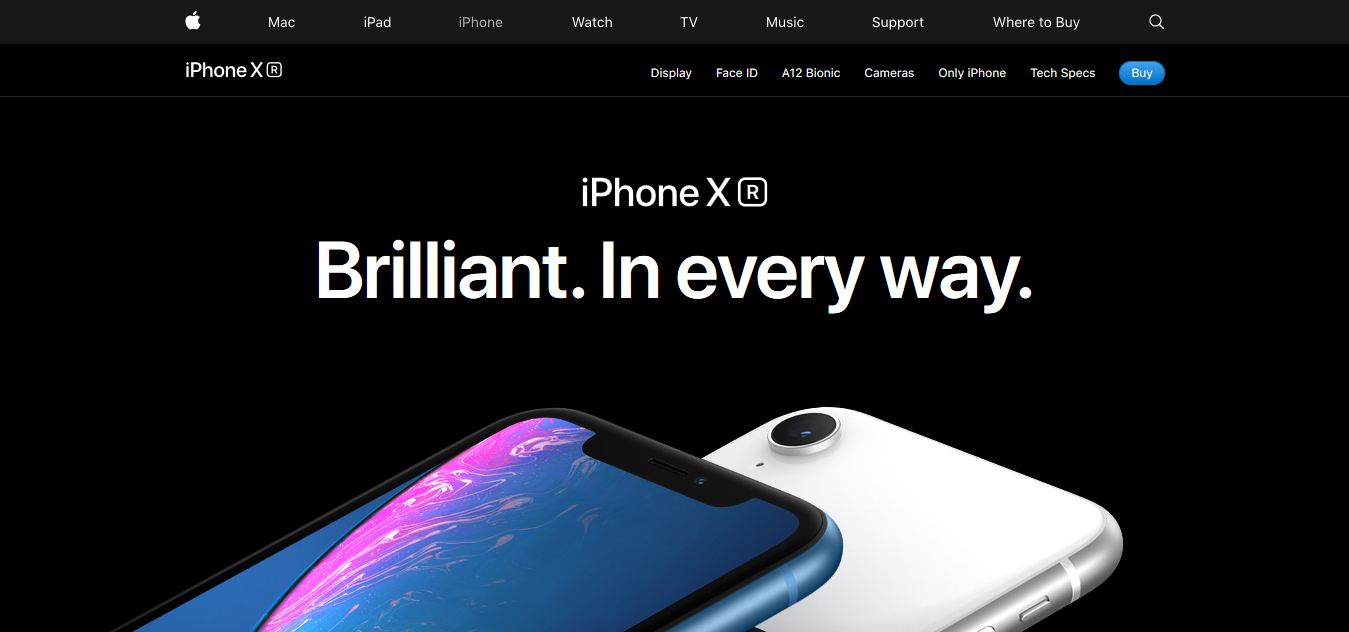 Mac iPad iPhone Watch TV Music Support Where to Buy
iPhone XR Display Face ID A12 Bionic Cameras Only iPhone Tech Specs Buy
iPhone XR
Brilliant. In every way.